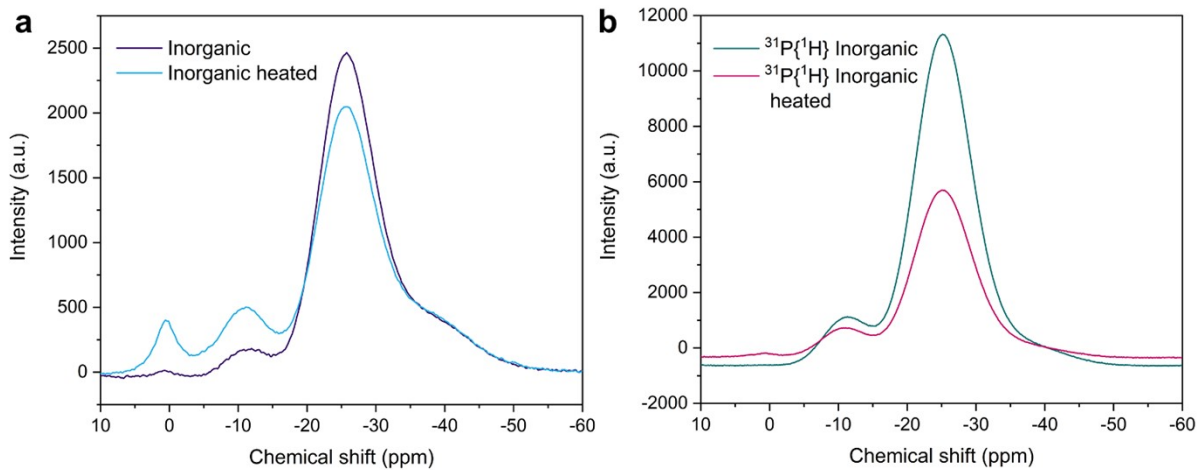 a
Inorganic
Inorganic heated
2500
2000
1500
1000
500
0
10 0 -10 -20 -30 -40 -50 -60
Chemical shift (ppm)
Intensity (a.u.)
b
³¹P{¹H} Inorganic
³¹P{¹H} Inorganic
heated
12000
10000
8000
6000
4000
2000
0
-2000
10 0 -10 -20 -30 -40 -50 -60
Chemical shift (ppm)
Intensity (a.u.)